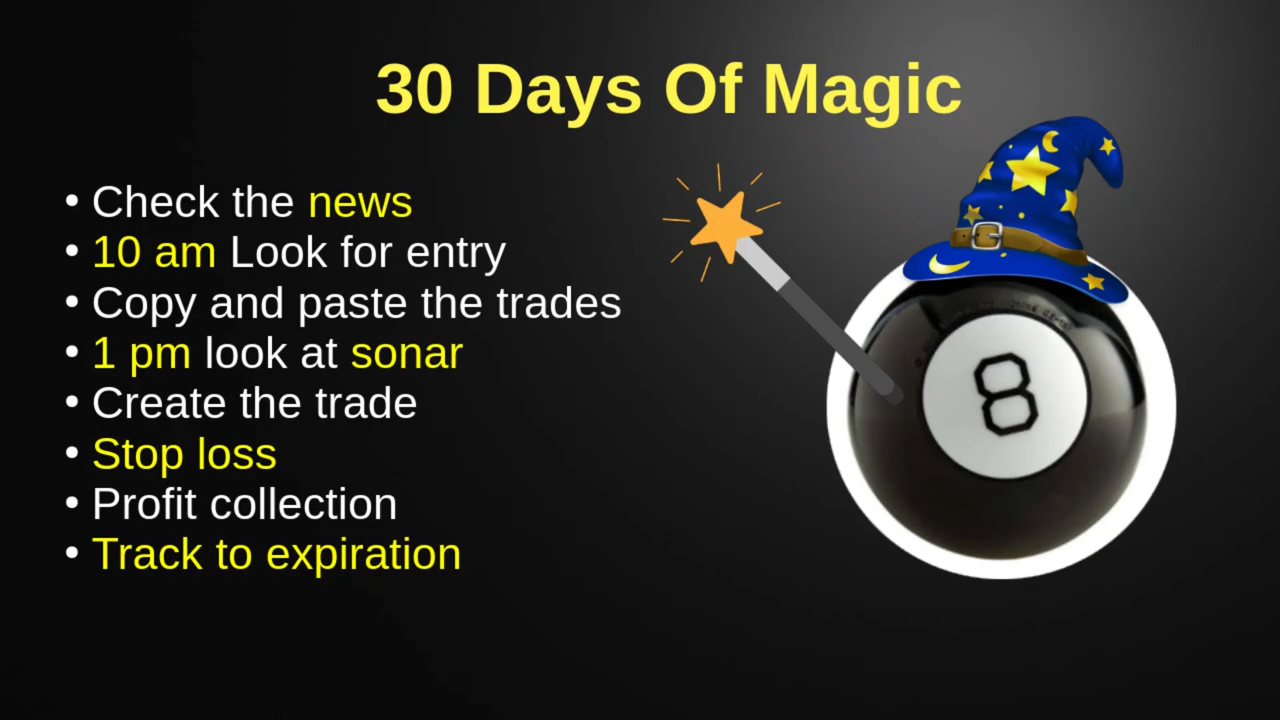 30 Days Of Magic
• Check the news
• 10 am Look for entry
• Copy and paste the trades
• 1 pm look at sonar
• Create the trade
• Stop loss
• Profit collection
• Track to expiration
8